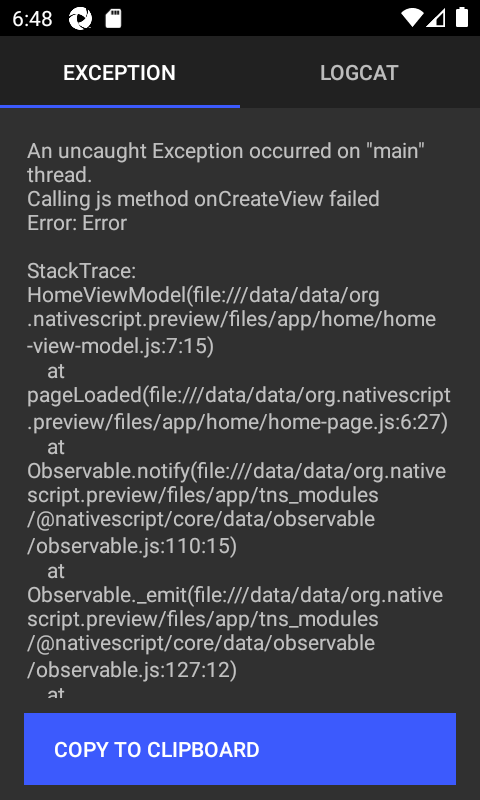 6:48
EXCEPTION
LOGCAT
An uncaught Exception occurred on "main"
thread.
Calling js method onCreateView failed
Error: Error
StackTrace:
HomeViewModel(file:///data/data/org
.nativescript.preview/files/app/home/home
-view-model.js:7:15)
at
pageLoaded(file:///data/data/org.nativescript
.preview/files/app/home/home-page.js:6:27)
at
Observable.notify(file:///data/data/org.native
script.preview/files/app/tns_modules
/@nativescript/core/data/observable
/observable.js:110:15)
at
Observable._emit(file:///data/data/org.native
script.preview/files/app/tns_modules
/@nativescript/core/data/observable
/observable.js:127:12)
at
COPY TO CLIPBOARD